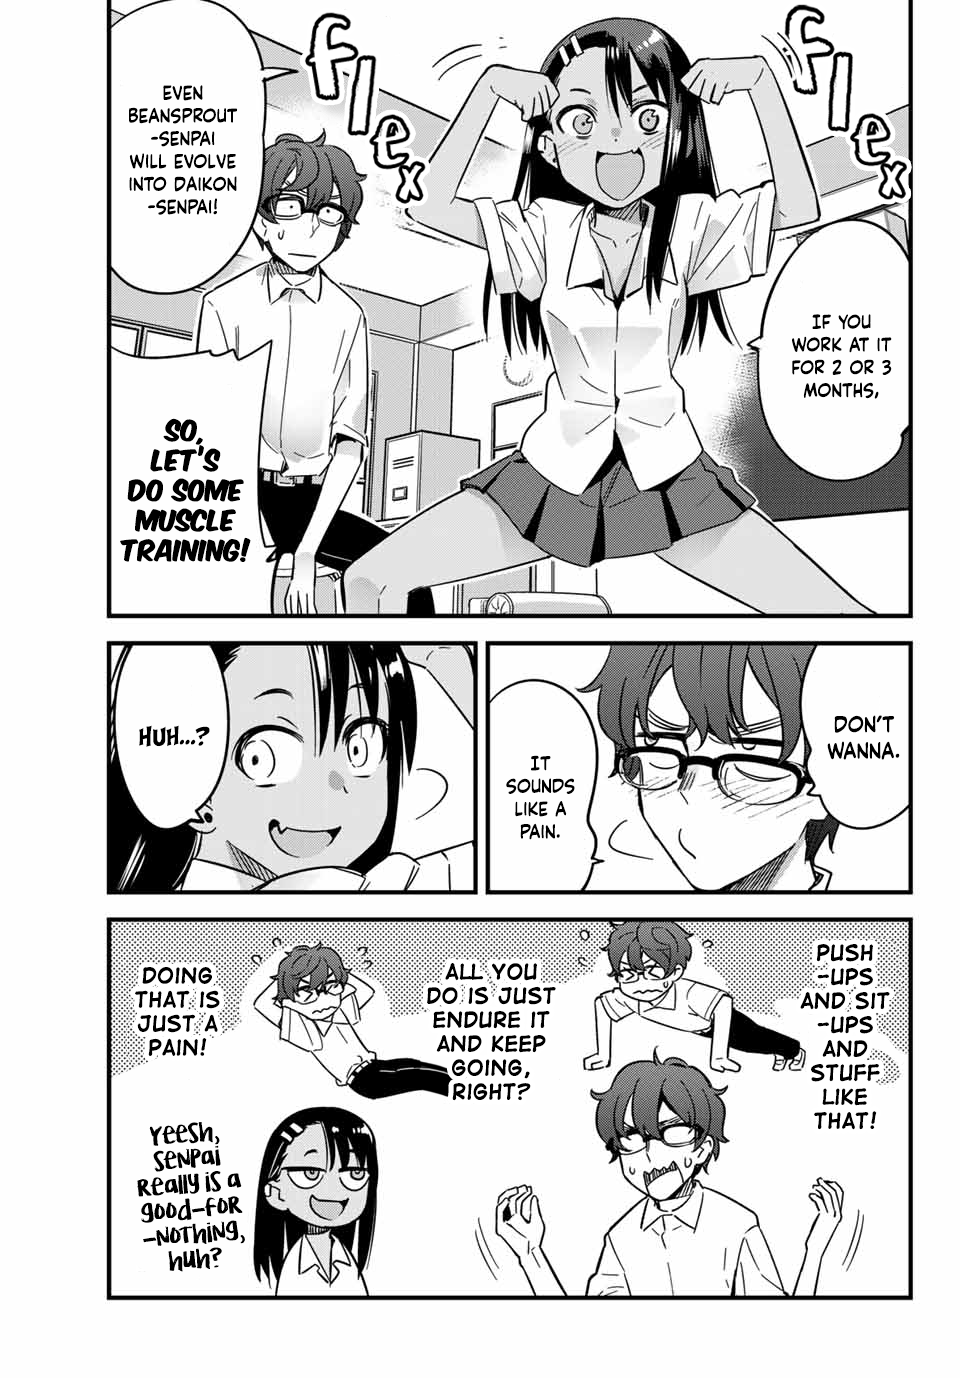 IF YOU
WORK AT IT
FOR 2 OR 3
MONTHS,
flex
flex
EVEN
BEANSPROUT
-SENPAI
WILL EVOLVE
INTO DAIKON
-SENPAI!
SO,
LET'S
DO SOME
MUSCLE
TRAINING!
DON'T
WANNA.
IT
SOUNDS
LIKE A
PAIN.
HUH...?
PUSH
-UPS
AND SIT
-UPS
AND
STUFF
LIKE
THAT!
ALL YOU
DO IS JUST
ENDURE IT
AND KEEP
GOING,
RIGHT?
DOING
THAT IS
JUST A
PAIN!
Yeesh,
senpai
really is a
good-for
-nothing,
huh?